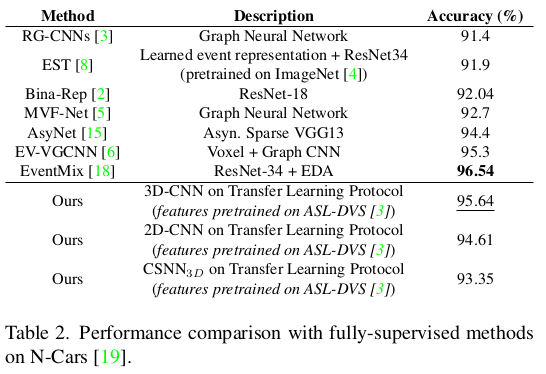 Method Description Accuracy (%)
RG-CNNs [3] Graph Neural Network 91.4
EST [8] Learned event representation + ResNet34 91.9
(pretrained on ImageNet [4])
Bina-Rep [2] ResNet-18 92.04
MVF-Net [5] Graph Neural Network 92.7
AsyNet [15] Asyn. Sparse VGG13 94.4
EV-VGCNN [6] Voxel + Graph CNN 95.3
EventMix [18] ResNet-34 + EDA 96.54
Ours 3D-CNN on Transfer Learning Protocol 95.64
(features pretrained on ASL-DVS [3])
Ours 2D-CNN on Transfer Learning Protocol 94.61
(features pretrained on ASL-DVS [3])
Ours CSNN3D on Transfer Learning Protocol 93.35
(features pretrained on ASL-DVS [3])
Table 2. Performance comparison with fully-supervised methods
on N-Cars [19].